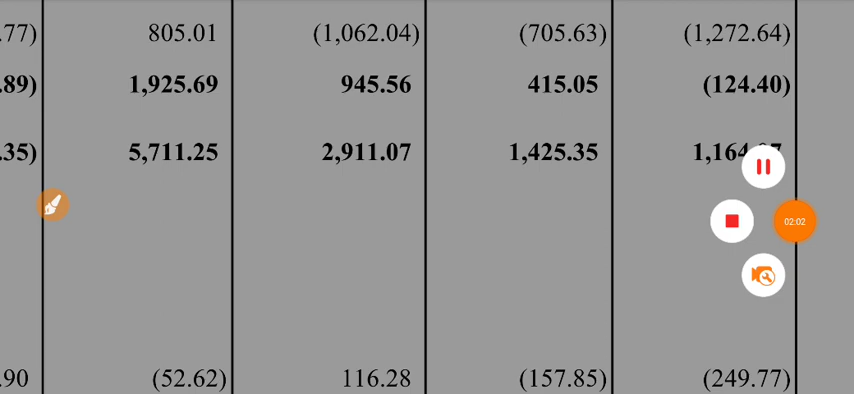 .77) 805.01 (1,062.04) (705.63) (1,272.64)
.89) 1,925.69 945.56 415.05 (124.40)
.35) 5,711.25 2,911.07 1,425.35
02:02
.90 (52.62) 116.28 (157.85) (249.77)